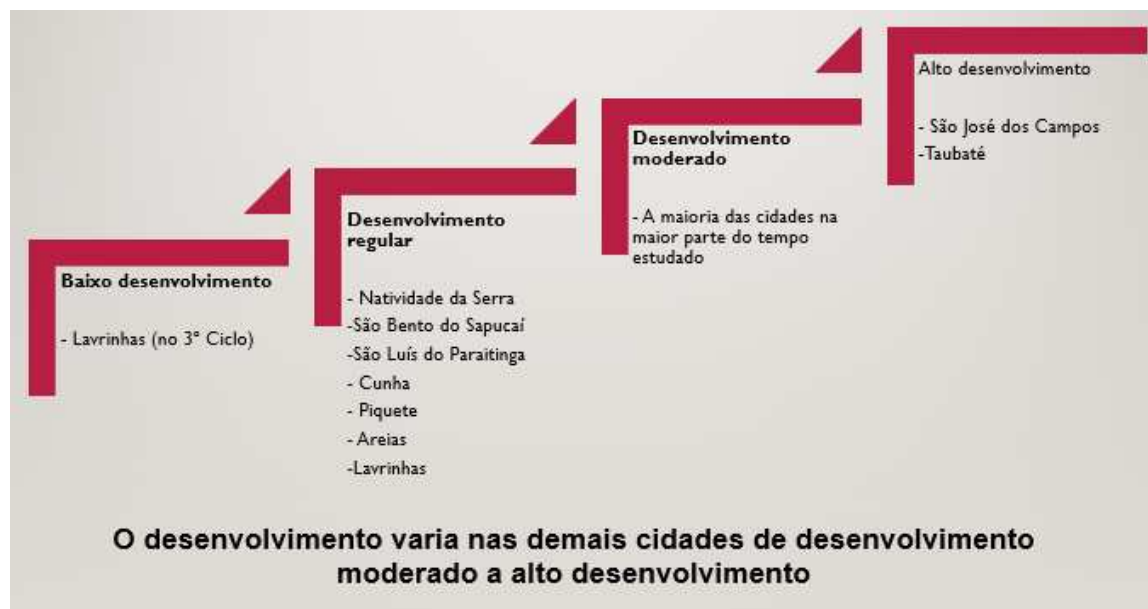 Baixo desenvolvimento
- Lavrinhas (no 3º Ciclo)
Desenvolvimento
regular
- Natividade da Serra
-São Bento do Sapucaí
-São Luís do Paraitinga
- Cunha
- Piquete
- Areias
-Lavrinhas
Desenvolvimento
moderado
- A maioria das cidades na
maior parte do tempo
estudado
Alto desenvolvimento
- São José dos Campos
-Taubaté
O desenvolvimento varia nas demais cidades de desenvolvimento
moderado a alto desenvolvimento